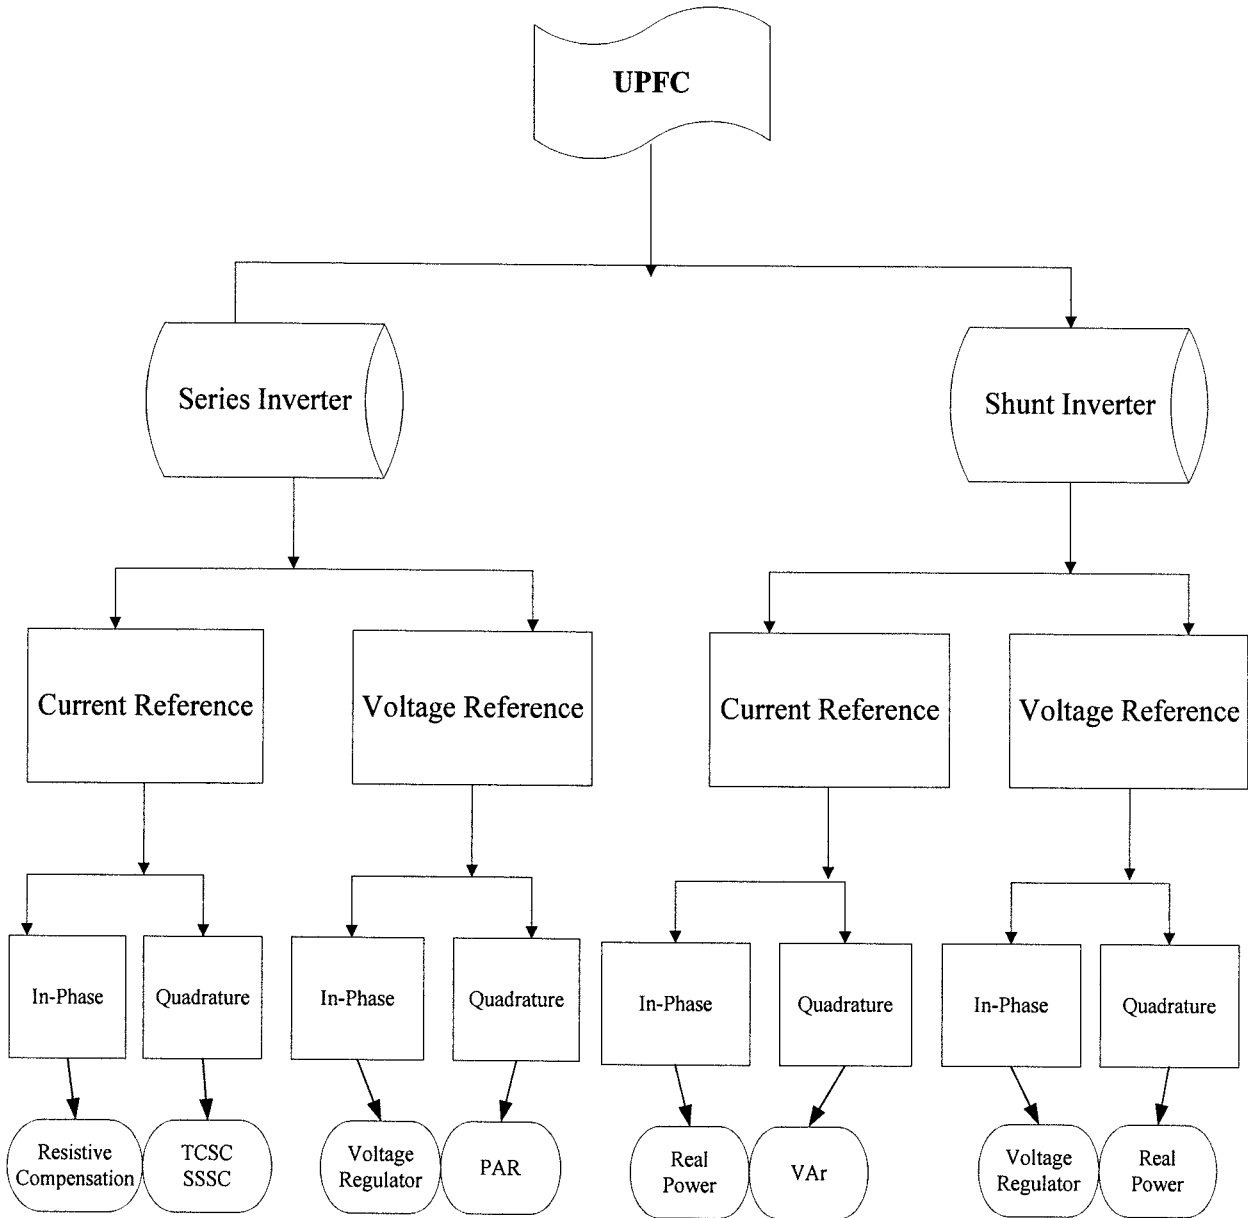 UPFC
Series Inverter
Shunt Inverter
Current Reference
Voltage Reference
Current Reference
Voltage Reference
In-Phase
Quadrature
In-Phase
Quadrature
In-Phase
Quadrature
In-Phase
Quadrature
Resistive
Compensation
TCSC
SSSC
Voltage
Regulator
PAR
Real
Power
VAr
Voltage
Regulator
Real
Power